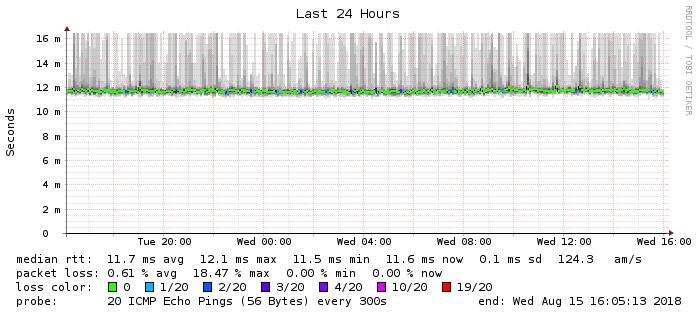 Last 24 Hours
RRDTOOL / TOBI OETIKER
Seconds
16 m
14 m
12 m
10 m
8 m
6 m
4 m
2 m
0
Tue 20:00 Wed 00:00 Wed 04:00 Wed 08:00 Wed 12:00 Wed 16:00
median rtt: 11.7 ms avg 12.1 ms max 11.5 ms min 11.6 ms now 0.1 ms sd 124.3 am/s
packet loss: 0.61 % avg 18.47 % max 0.00 % min 0.00 % now
loss color: 0 1/20 2/20 3/20 4/20 10/20 19/20
probe: 20 ICMP Echo Pings (56 Bytes) every 300s end: Wed Aug 15 16:05:13 2018